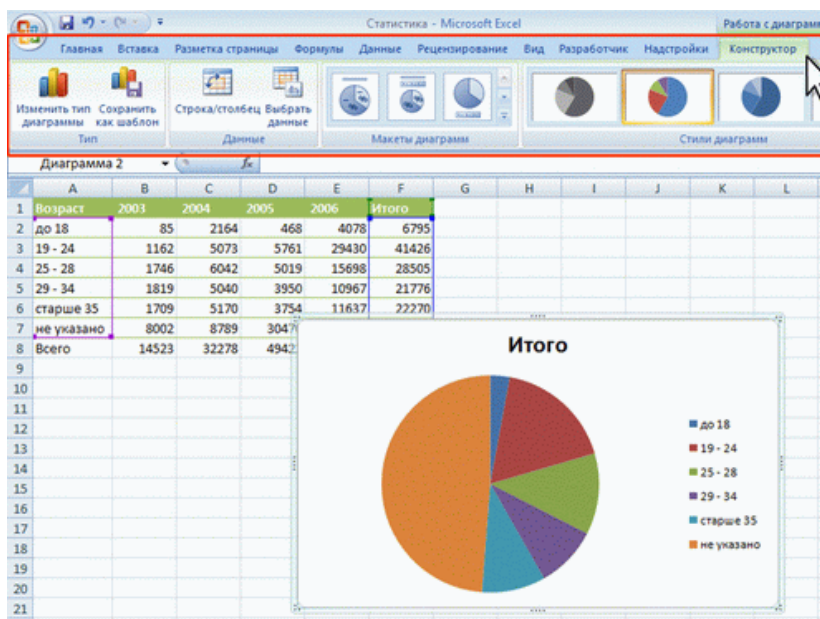 Статистика - Microsoft Excel
Работа с диаграмм
Главная Вставка Разметка страницы Формулы Данные Рецензирование Вид Разработчик Надстройки Конструктор
Изменить тип диаграммы Сохранить как шаблон Строка/столбец Выбрать данные
Тип Данные Макеты диаграмм Стили диаграмм
Диаграмма 2 fx
A B C D E F G H I J K L
1 Возраст 2003 2004 2005 2006 Итого
2 до 18 85 2164 468 4078 6795
3 19 - 24 1162 5073 5761 29430 41426
4 25 - 28 1746 6042 5019 15698 28505
5 29 - 34 1819 5040 3950 10967 21776
6 старше 35 1709 5170 3754 11637 22270
7 не указано 8002 8789 3047
8 Всего 14523 32278 4942
9
10
11
12
13
14
15
16
17
18
19
20
21
Итого
до 18
19 - 24
25 - 28
29 - 34
старше 35
не указано